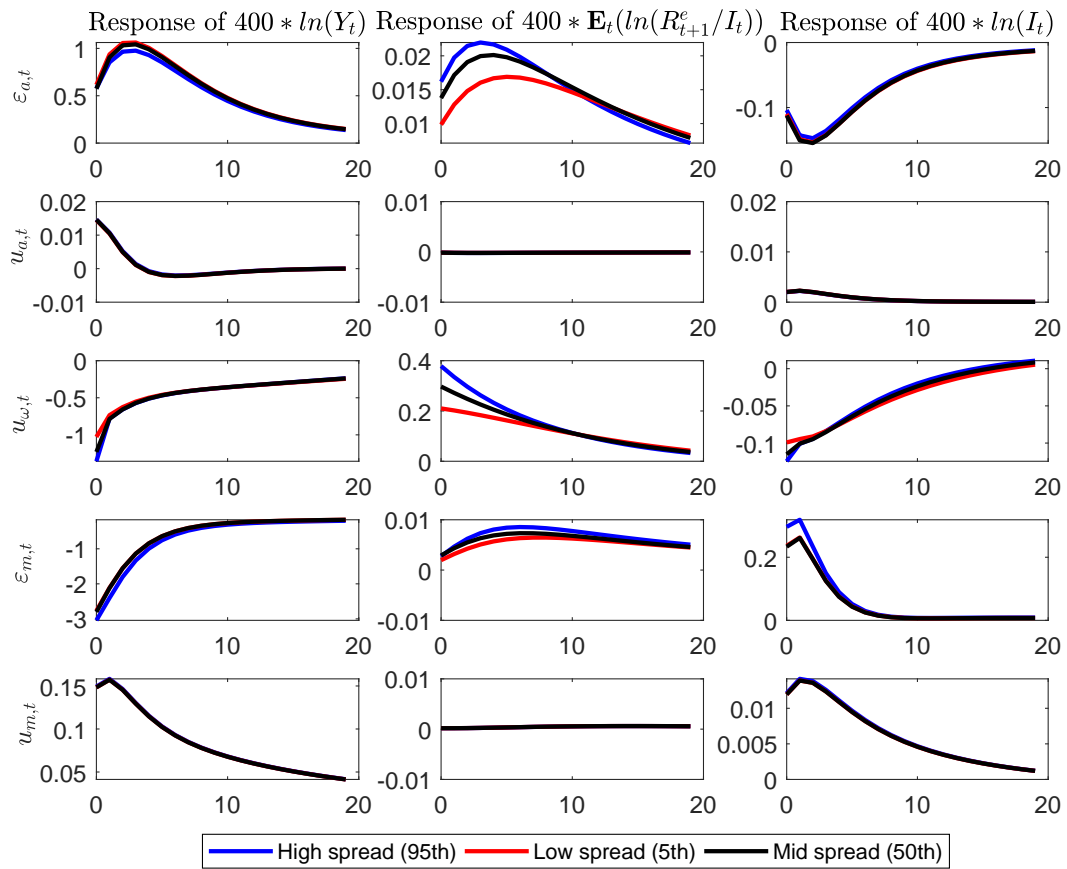 Response of 400 * ln(Y_t) Response of 400 * E_t(ln(R^e_{t+1}/I_t)) Response of 400 * ln(I_t)
ε_{a,t}
1
0.5
0
0 10 20
0.02
0.015
0.01
0 10 20
0
-0.1
0 10 20
u_{a,t}
0.02
0.01
0
-0.01
0 10 20
0.01
0
-0.01
0 10 20
0.02
0.01
0
0 10 20
u_{ω,t}
0
-0.5
-1
0 10 20
0.4
0.2
0
0 10 20
0
-0.05
-0.1
0 10 20
ε_{m,t}
-1
-2
-3
0 10 20
0.01
0
-0.01
0 10 20
0.2
0
0 10 20
u_{m,t}
0.15
0.1
0.05
0 10 20
0.01
0
-0.01
0 10 20
0.01
0.005
0
0 10 20
High spread (95th) Low spread (5th) Mid spread (50th)